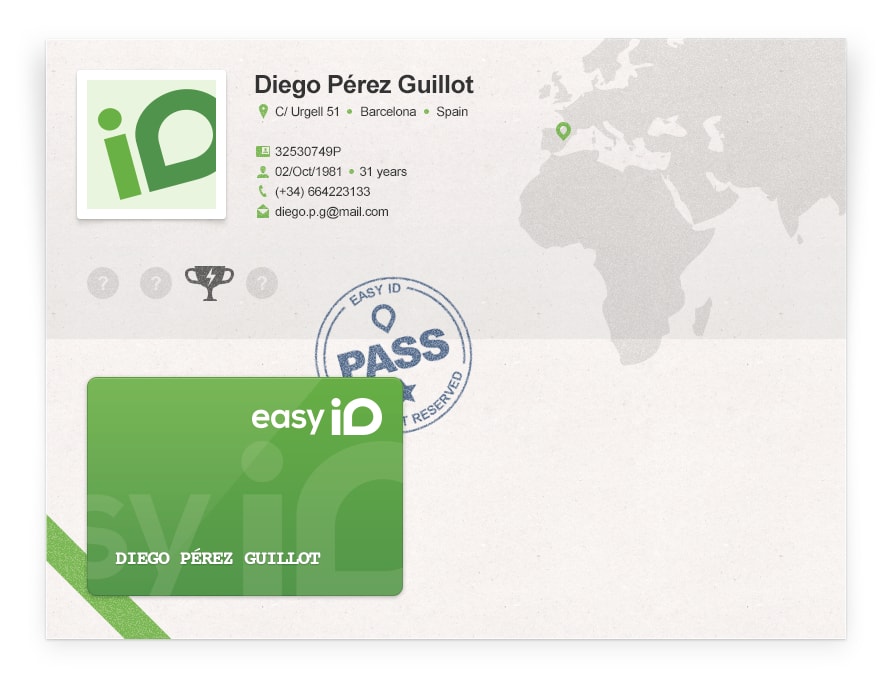 Diego Pérez Guillot
C/ Urgell 51 • Barcelona • Spain
32530749P
02/Oct/1981 • 31 years
(+34) 664223133
diego.p.g@mail.com
? ? ?
EASY ID
PASS
RESERVED
easy iD
sy iD
DIEGO PÉREZ GUILLOT
iD